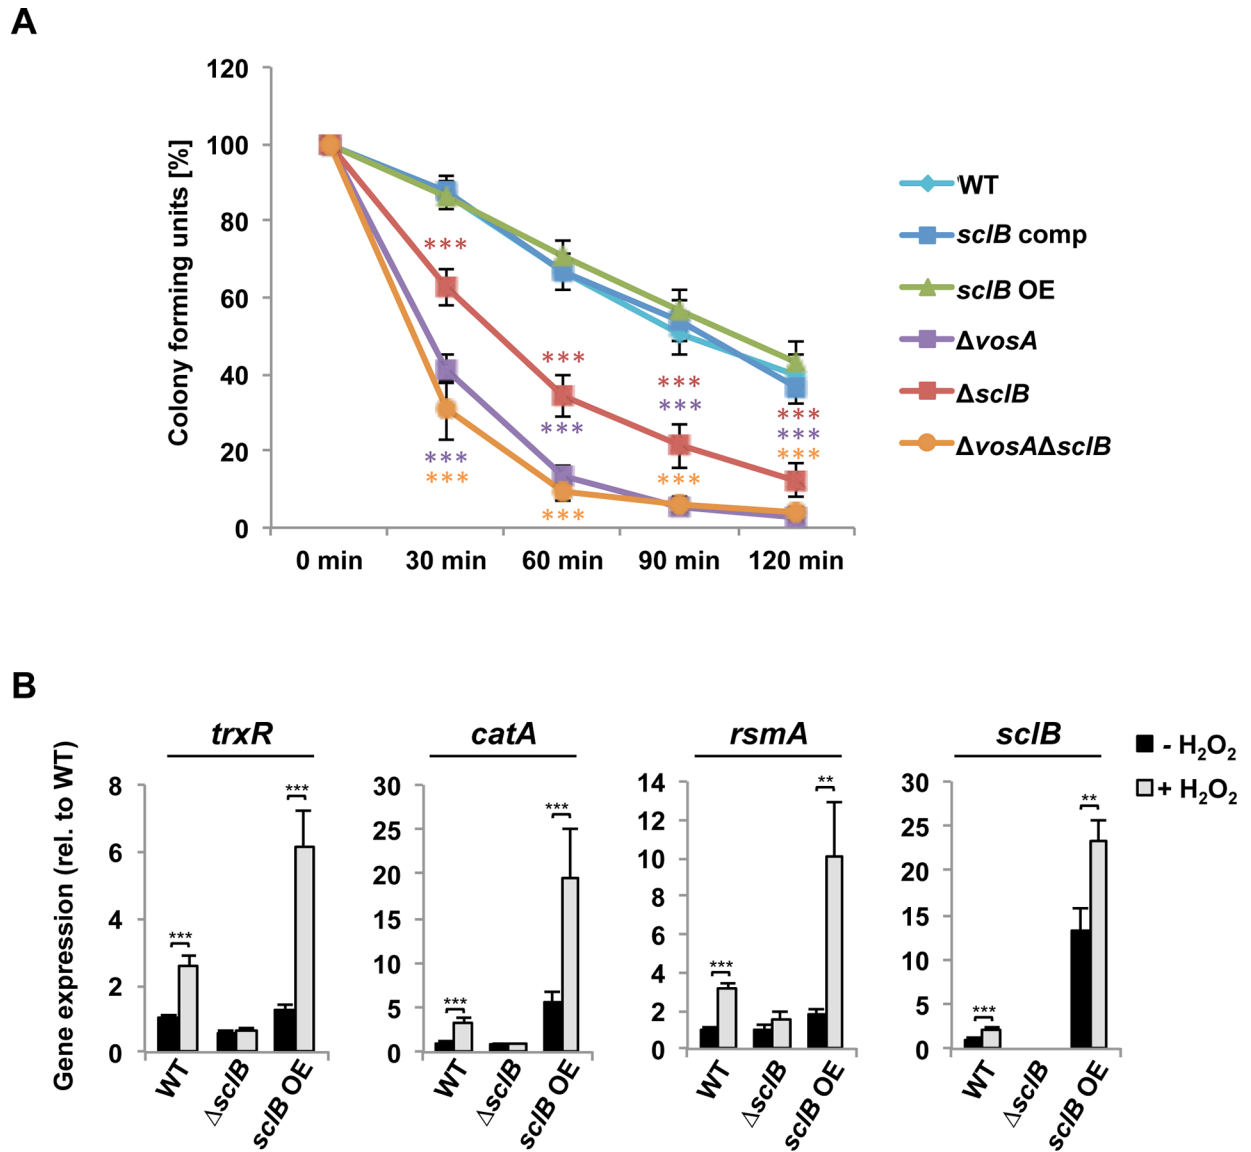 A
Colony forming units [%]
120
100
80
60
40
20
0
0 min 30 min 60 min 90 min 120 min
***
***
***
***
***
***
***
***
***
***
***
***
WT
sclB comp
sclB OE
ΔvosA
ΔsclB
ΔvosAΔsclB
B
Gene expression (rel. to WT)
trxR
8
6
4
2
0
***
***
WT ΔsclB sclB OE
catA
30
25
20
15
10
5
0
***
***
WT ΔsclB sclB OE
rsmA
14
12
10
8
6
4
2
0
***
**
WT ΔsclB sclB OE
sclB
30
25
20
15
10
5
0
***
**
WT ΔsclB sclB OE
- H₂O₂
+ H₂O₂